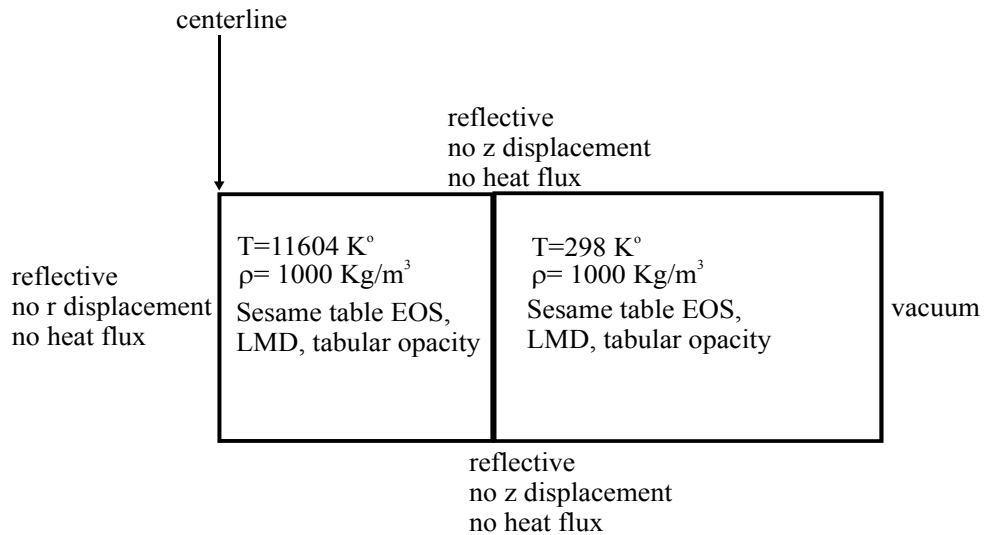 centerline
reflective
no z displacement
no heat flux
reflective
no r displacement
no heat flux
T=11604 K°
ρ= 1000 Kg/m³
Sesame table EOS,
LMD, tabular opacity
T=298 K°
ρ= 1000 Kg/m³
Sesame table EOS,
LMD, tabular opacity
vacuum
reflective
no z displacement
no heat flux